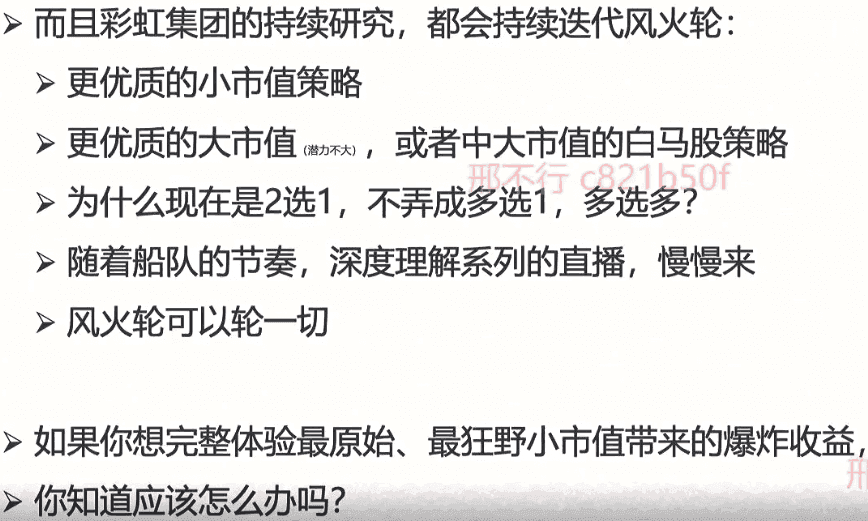 ➢ 而且彩虹集团的持续研究，都会持续迭代风火轮：
➢ 更优质的小市值策略
➢ 更优质的大市值（潜力不大），或者中大市值的白马股策略
邢不行 c821b50f
➢ 为什么现在是2选1，不弄成多选1，多选多？
➢ 随着船队的节奏，深度理解系列的直播，慢慢来
➢ 风火轮可以轮一切
➢ 如果你想完整体验最原始、最狂野小市值带来的爆炸收益，
邢
➢ 你知道应该怎么办吗？